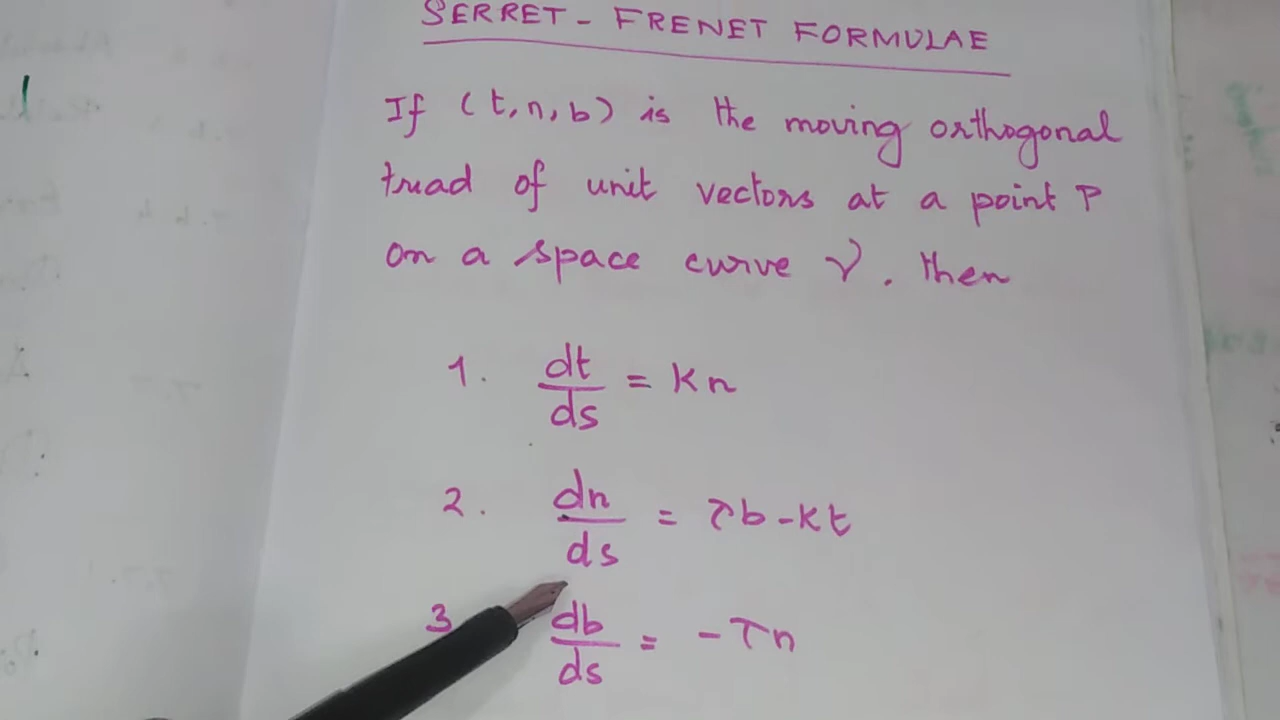 SERRET - FRENET FORMULAE
If (t, n, b) is the moving orthogonal
triad of unit vectors at a point P
on a space curve γ. then
1. dt/ds = Kn
2. dn/ds = τb - Kt
3 db/ds = - τn